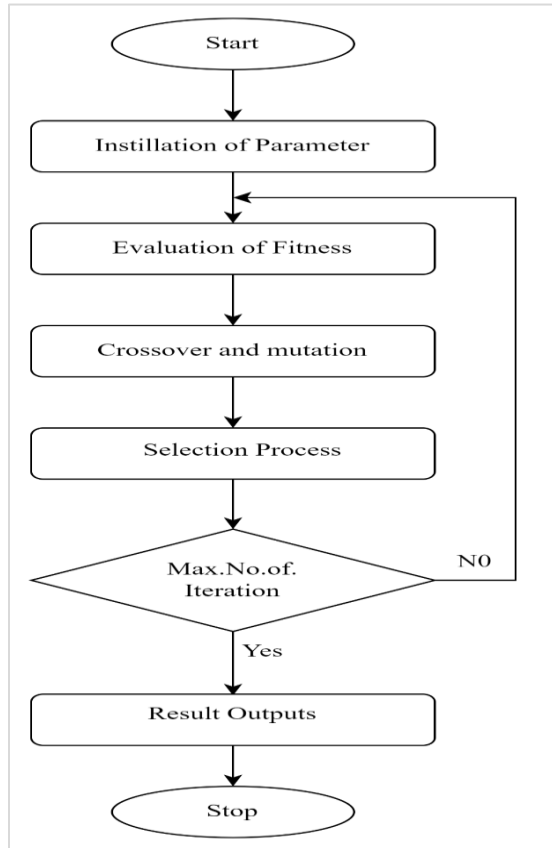 Start
Instillation of Parameter
Evaluation of Fitness
Crossover and mutation
Selection Process
Max.No.of.
Iteration
N0
Yes
Result Outputs
Stop